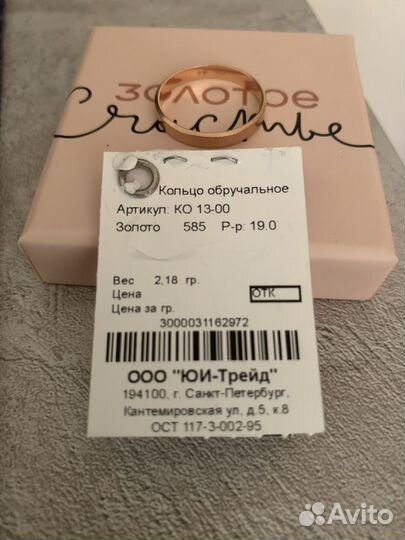 золотое
Счастье
Кольцо обручальное
Артикул: КО 13-00
Золото 585 Р-р: 19.0
Вес 2,18 гр.
Цена ОТК
Цена за гр.
3000031162972
ООО "ЮИ-Трейд"
194100, г. Санкт-Петербург,
Кантемировская ул, д.5, к.8
ОСТ 117-3-002-95
Avito